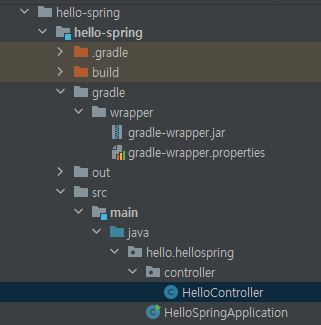 hello-spring
hello-spring
.gradle
build
gradle
wrapper
gradle-wrapper.jar
gradle-wrapper.properties
out
src
main
java
hello.hellospring
controller
HelloController
HelloSpringApplication